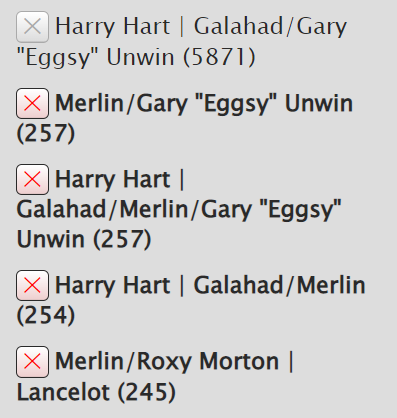 Harry Hart | Galahad/Gary
"Eggsy" Unwin (5871)
Merlin/Gary "Eggsy" Unwin
(257)
Harry Hart |
Galahad/Merlin/Gary "Eggsy"
Unwin (257)
Harry Hart | Galahad/Merlin
(254)
Merlin/Roxy Morton |
Lancelot (245)